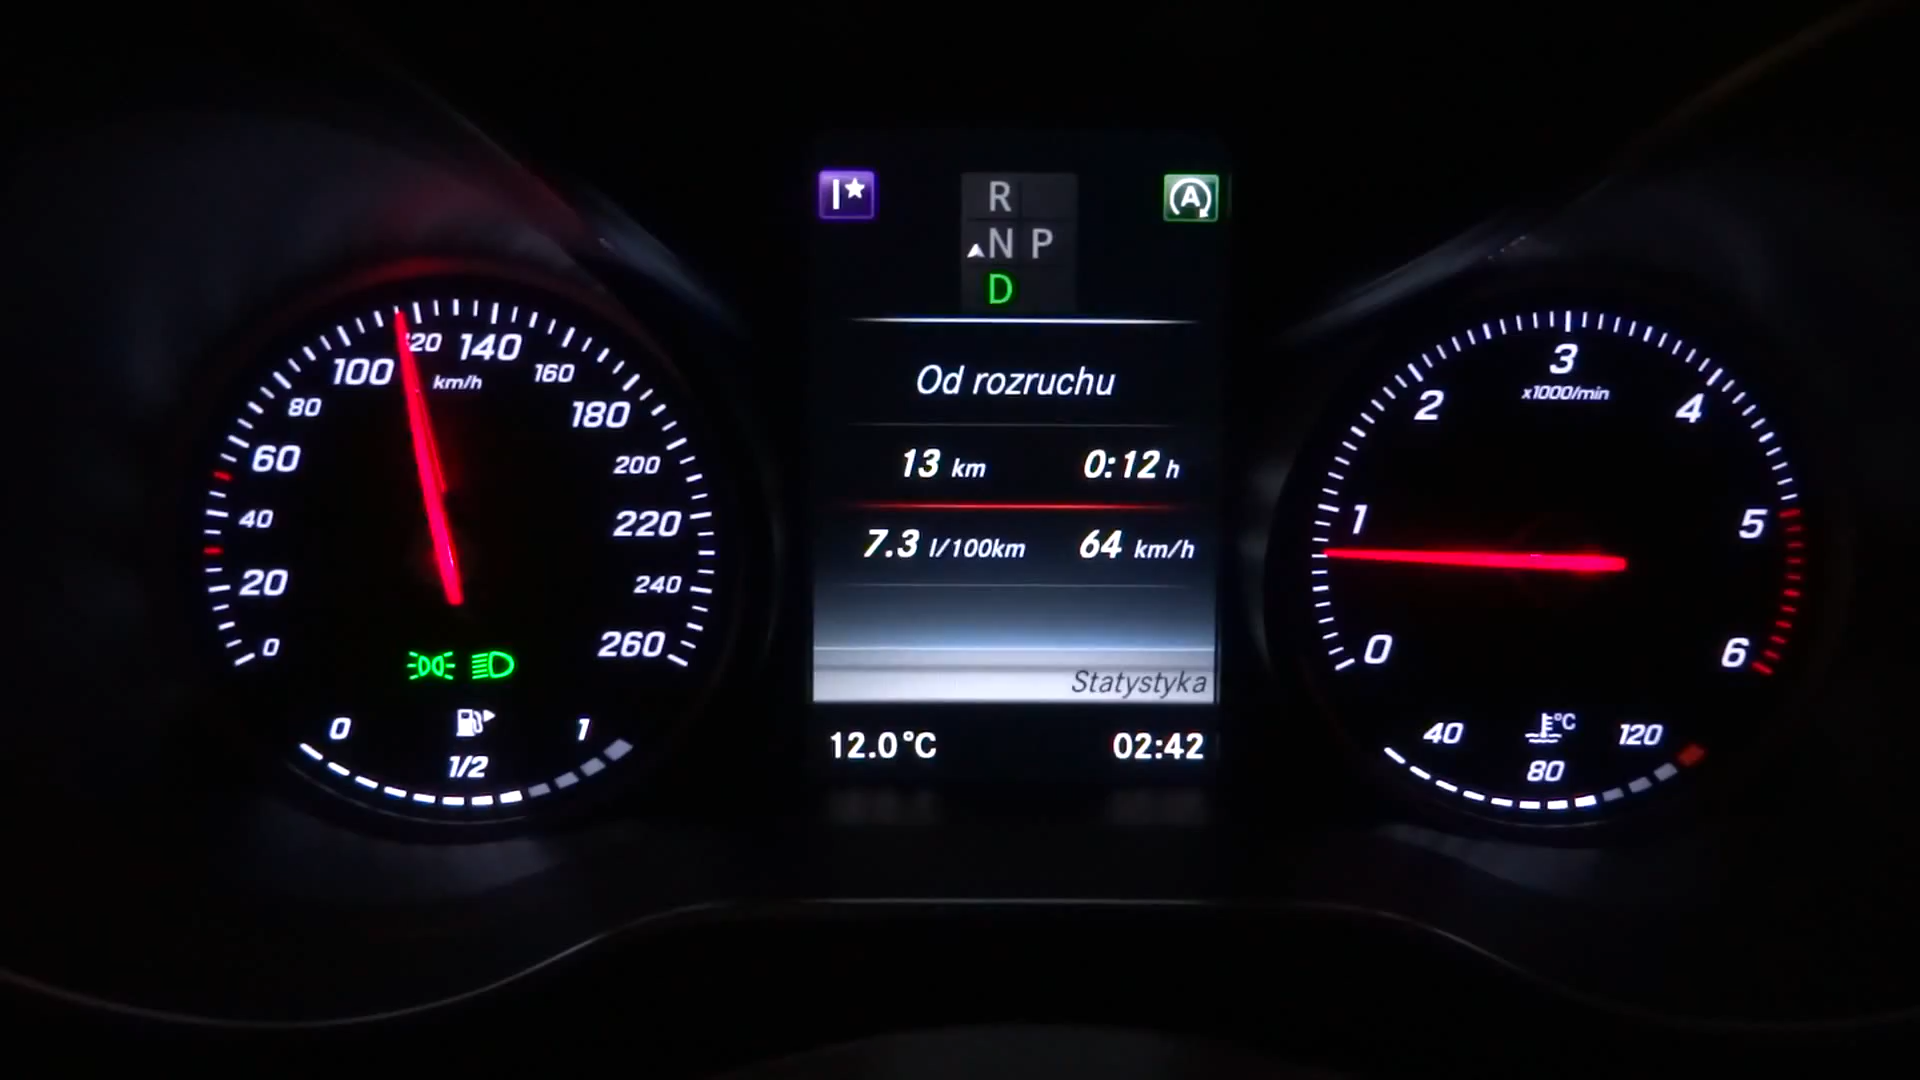 R
N P
D
Od rozruchu
13 km 0:12 h
7.3 l/100km 64 km/h
Statystyka
12.0°C 02:42
0
20
40
60
80
100
120
140
160
180
200
220
240
260
km/h
0 1/2 1
0
1
2
3
4
5
6
x1000/min
°C
40 80 120
A